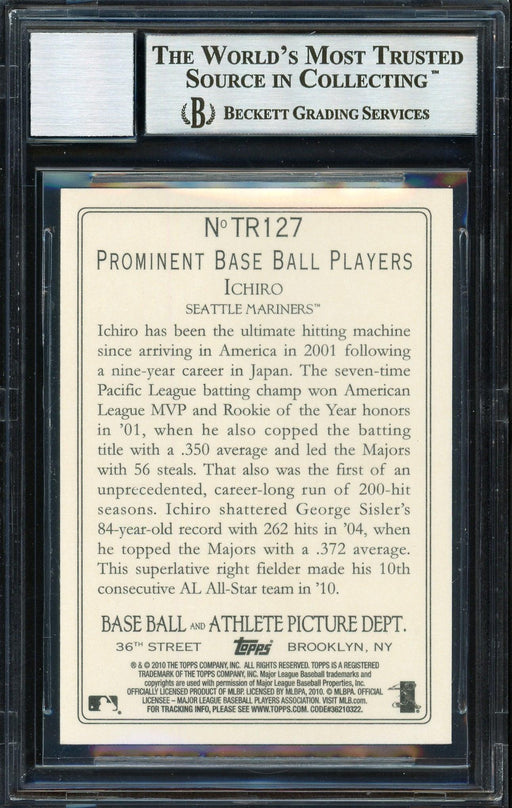 THE WORLD'S MOST TRUSTED
SOURCE IN COLLECTING™
B BECKETT GRADING SERVICES
Nº TR127
PROMINENT BASE BALL PLAYERS
ICHIRO
SEATTLE MARINERS™
Ichiro has been the ultimate hitting machine
since arriving in America in 2001 following
a nine-year career in Japan. The seven-time
Pacific League batting champ won American
League MVP and Rookie of the Year honors
in '01, when he also copped the batting
title with a .350 average and led the Majors
with 56 steals. That also was the first of an
unprecedented, career-long run of 200-hit
seasons. Ichiro shattered George Sisler's
84-year-old record with 262 hits in '04, when
he topped the Majors with a .372 average.
This superlative right fielder made his 10th
consecutive AL All-Star team in '10.
BASE BALL AND ATHLETE PICTURE DEPT.
36TH STREET Topps BROOKLYN, NY
® & © 2010 THE TOPPS COMPANY, INC. ALL RIGHTS RESERVED. TOPPS IS A REGISTERED
TRADEMARK OF THE TOPPS COMPANY, INC. Major League Baseball trademarks and
copyrights are used with permission of Major League Baseball Properties, Inc.
OFFICIALLY LICENSED PRODUCT OF MLBP. LICENSED BY MLBPA, 2010. © MLBPA. OFFICIAL
LICENSEE – MAJOR LEAGUE BASEBALL PLAYERS ASSOCIATION. VISIT MLB.com.
FOR TRACKING INFO, PLEASE SEE WWW.TOPPS.COM. CODE#36210322.